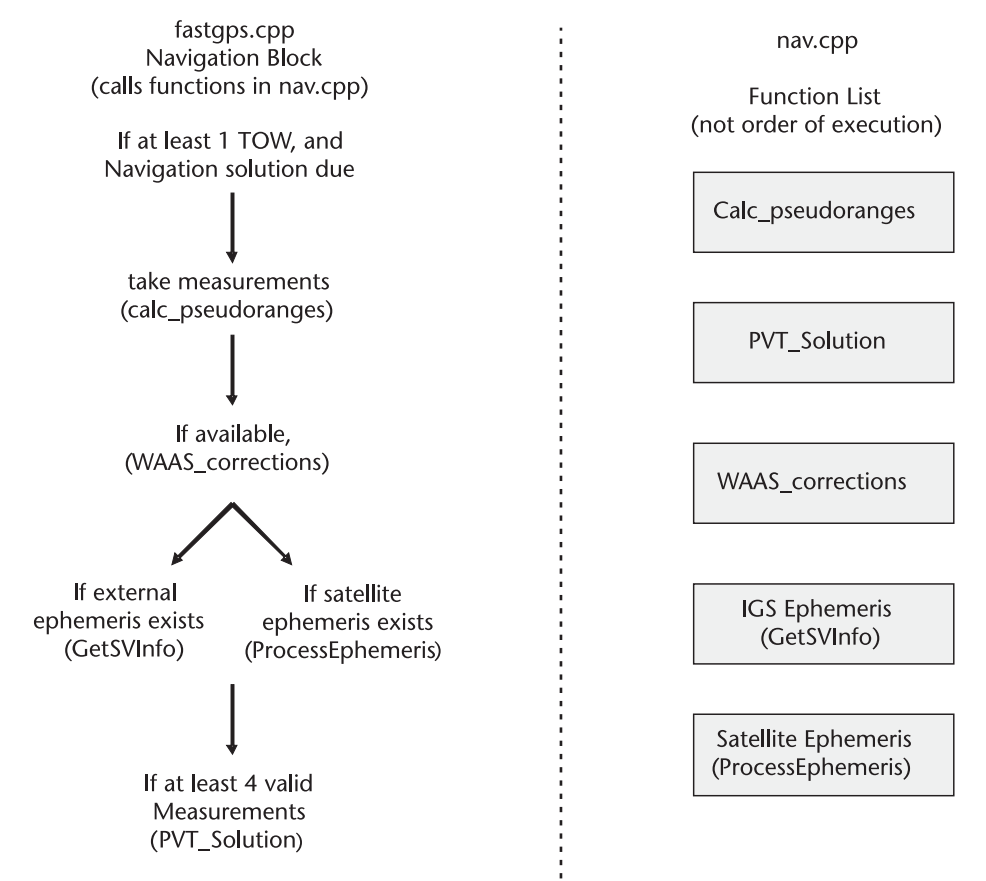 fastgps.cpp
Navigation Block
(calls functions in nav.cpp)
If at least 1 TOW, and
Navigation solution due
take measurements
(calc_pseudoranges)
If available,
(WAAS_corrections)
If external
ephemeris exists
(GetSVInfo)
If satellite
ephemeris exists
(ProcessEphemeris)
If at least 4 valid
Measurements
(PVT_Solution)
nav.cpp
Function List
(not order of execution)
Calc_pseudoranges
PVT_Solution
WAAS_corrections
IGS Ephemeris
(GetSVInfo)
Satellite Ephemeris
(ProcessEphemeris)